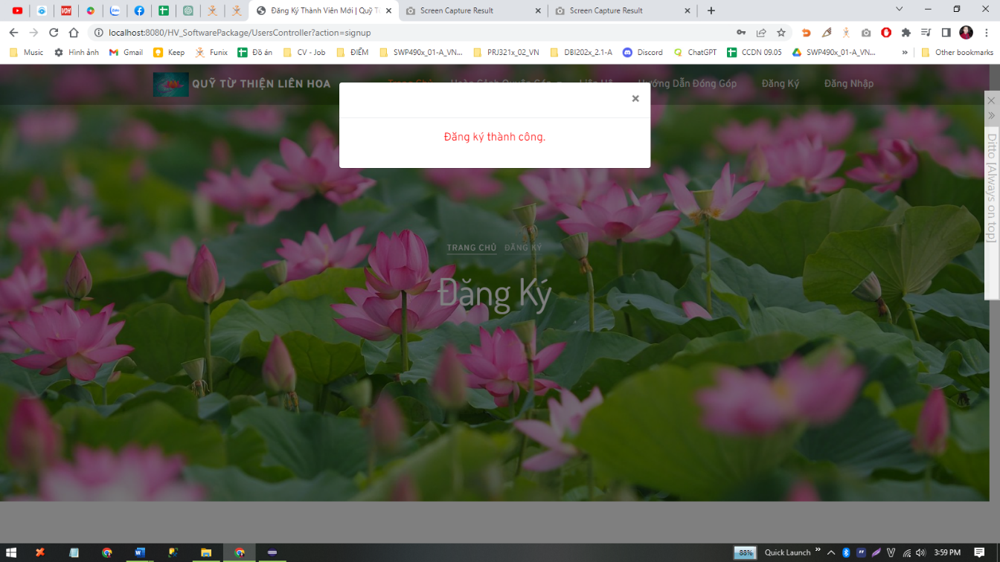 VOH
Zalo
Đăng Ký Thành Viên Mới | Quỹ Từ
Screen Capture Result
Screen Capture Result
localhost:8080/HV_SoftwarePackage/UsersController?action=signup
Music
Hình ảnh
Gmail
Keep
Funix
Đồ án
CV - Job
ĐIỂM
SWP490x_01-A_VN...
PRJ321x_02_VN
DBI202x_2.1-A
Discord
ChatGPT
CCDN 09.05
SWP490x_01-A_VN...
»
Other bookmarks
QUỸ TỪ THIỆN LIÊN HOA
Trang Chủ
Hoàn Cảnh Quyên Góp
Liên Hệ
Hướng Dẫn Đóng Góp
Đăng Ký
Đăng Nhập
×
Đăng ký thành công.
TRANG CHỦ ĐĂNG KÝ
Đăng Ký
Ditto [Always on top]
88%
Quick Launch »
3:59 PM